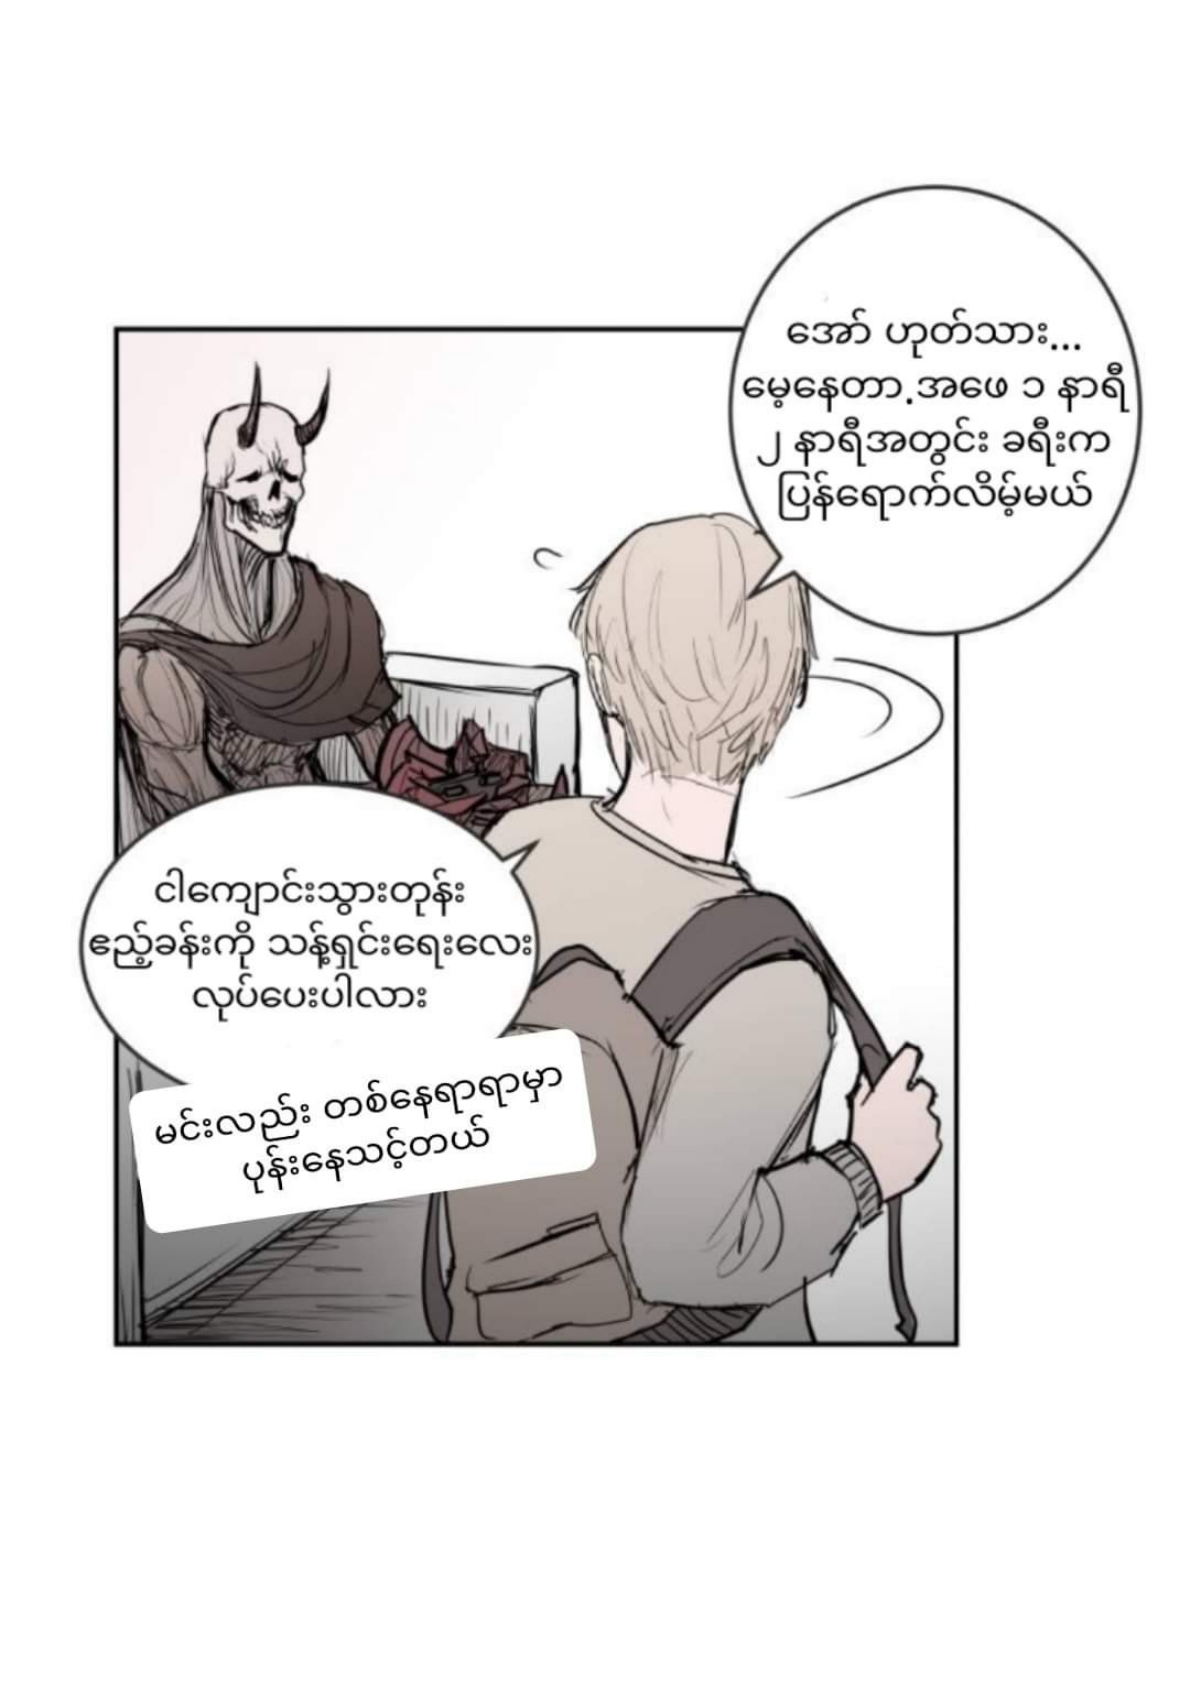 အော် ဟုတ်သား...
မေ့နေတာ.အဖေ ၁ နာရီ
၂ နာရီအတွင်း ခရီးက
ပြန်ရောက်လိမ့်မယ်
ငါကျောင်းသွားတုန်း
ဧည့်ခန်းကို သန့်ရှင်းရေးလေး
လုပ်ပေးပါလား
မင်းလည်း တစ်နေရာရာမှာ
ပုန်းနေသင့်တယ်